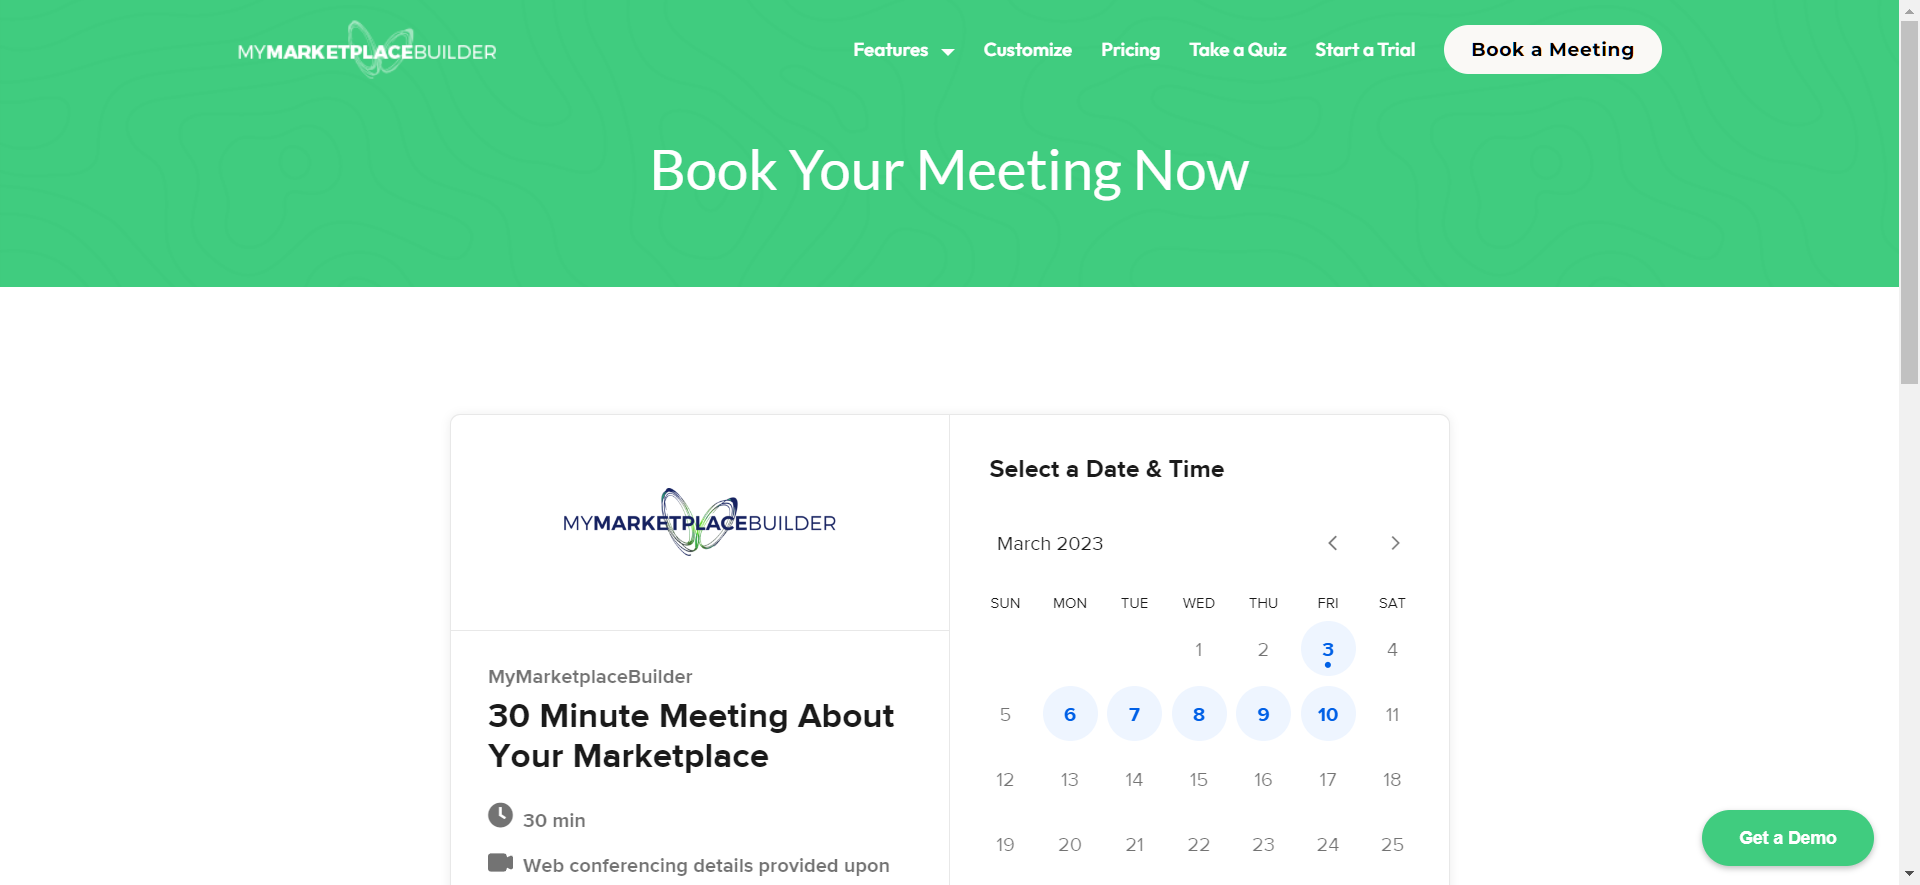 MYMARKETPLACEBUILDER
Features Customize Pricing Take a Quiz Start a Trial Book a Meeting
Book Your Meeting Now
MYMARKETPLACEBUILDER
MyMarketplaceBuilder
30 Minute Meeting About
Your Marketplace
30 min
Web conferencing details provided upon
Select a Date & Time
March 2023
SUN MON TUE WED THU FRI SAT
1 2 3 4
5 6 7 8 9 10 11
12 13 14 15 16 17 18
19 20 21 22 23 24 25
Get a Demo